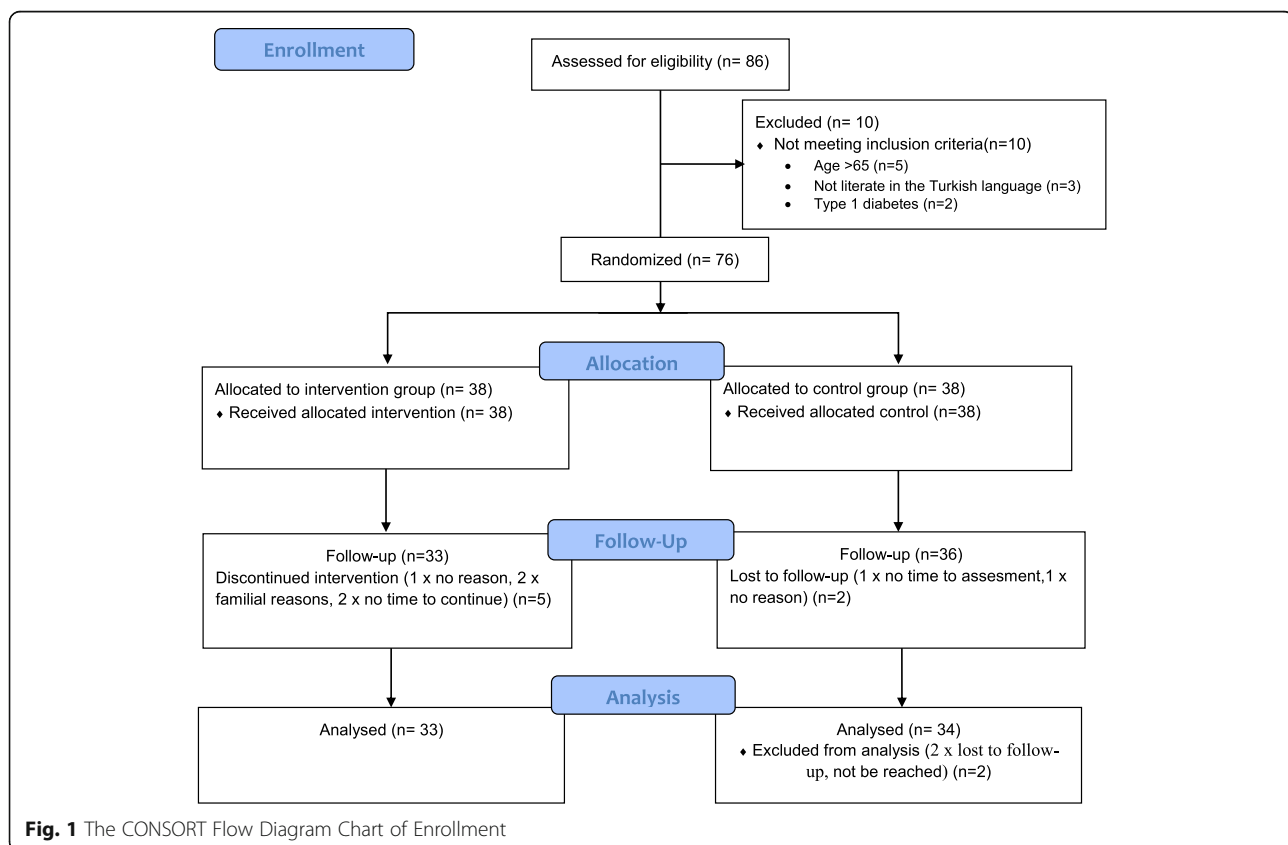 Enrollment
Assessed for eligibility (n= 86)
Excluded (n= 10)
♦ Not meeting inclusion criteria(n=10)
• Age >65 (n=5)
• Not literate in the Turkish language (n=3)
• Type 1 diabetes (n=2)
Randomized (n= 76)
Allocation
Allocated to intervention group (n= 38)
♦ Received allocated intervention (n= 38)
Allocated to control group (n= 38)
♦ Received allocated control (n=38)
Follow-Up
Follow-up (n=33)
Discontinued intervention (1 x no reason, 2 x
familial reasons, 2 x no time to continue) (n=5)
Follow-up (n=36)
Lost to follow-up (1 x no time to assesment,1 x
no reason) (n=2)
Analysis
Analysed (n= 33)
Analysed (n= 34)
♦ Excluded from analysis (2 x lost to follow-
up, not be reached) (n=2)
Fig. 1 The CONSORT Flow Diagram Chart of Enrollment